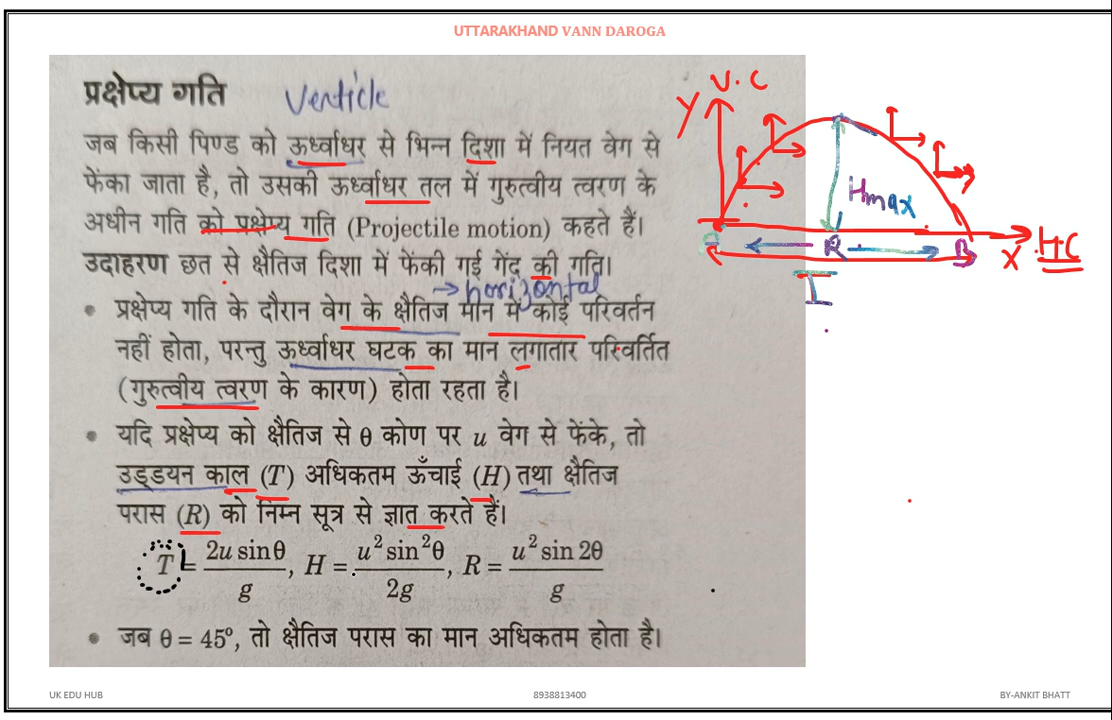 UTTARAKHAND VANN DAROGA
प्रक्षेप्य गति
Verticle
जब किसी पिण्ड को ऊर्ध्वाधर से भिन्न दिशा में नियत वेग से
फेंका जाता है, तो उसकी ऊर्ध्वाधर तल में गुरुत्वीय त्वरण के
अधीन गति को प्रक्षेप्य गति (Projectile motion) कहते हैं।
उदाहरण छत से क्षैतिज दिशा में फेंकी गई गेंद की गति।
→ horizontal
• प्रक्षेप्य गति के दौरान वेग के क्षैतिज मान में कोई परिवर्तन
नहीं होता, परन्तु ऊर्ध्वाधर घटक का मान लगातार परिवर्तित
(गुरुत्वीय त्वरण के कारण) होता रहता है।
• यदि प्रक्षेप्य को क्षैतिज से θ कोण पर u वेग से फेंके, तो
उड्डयन काल (T) अधिकतम ऊँचाई (H) तथा क्षैतिज
परास (R) को निम्न सूत्र से ज्ञात करते हैं।
T = 2u sinθ / g, H = u² sin²θ / 2g, R = u² sin 2θ / g
• जब θ = 45°, तो क्षैतिज परास का मान अधिकतम होता है।
V.C
Y
Hmax
R
B
X
HC
T
UK EDU HUB
8938813400
BY-ANKIT BHATT